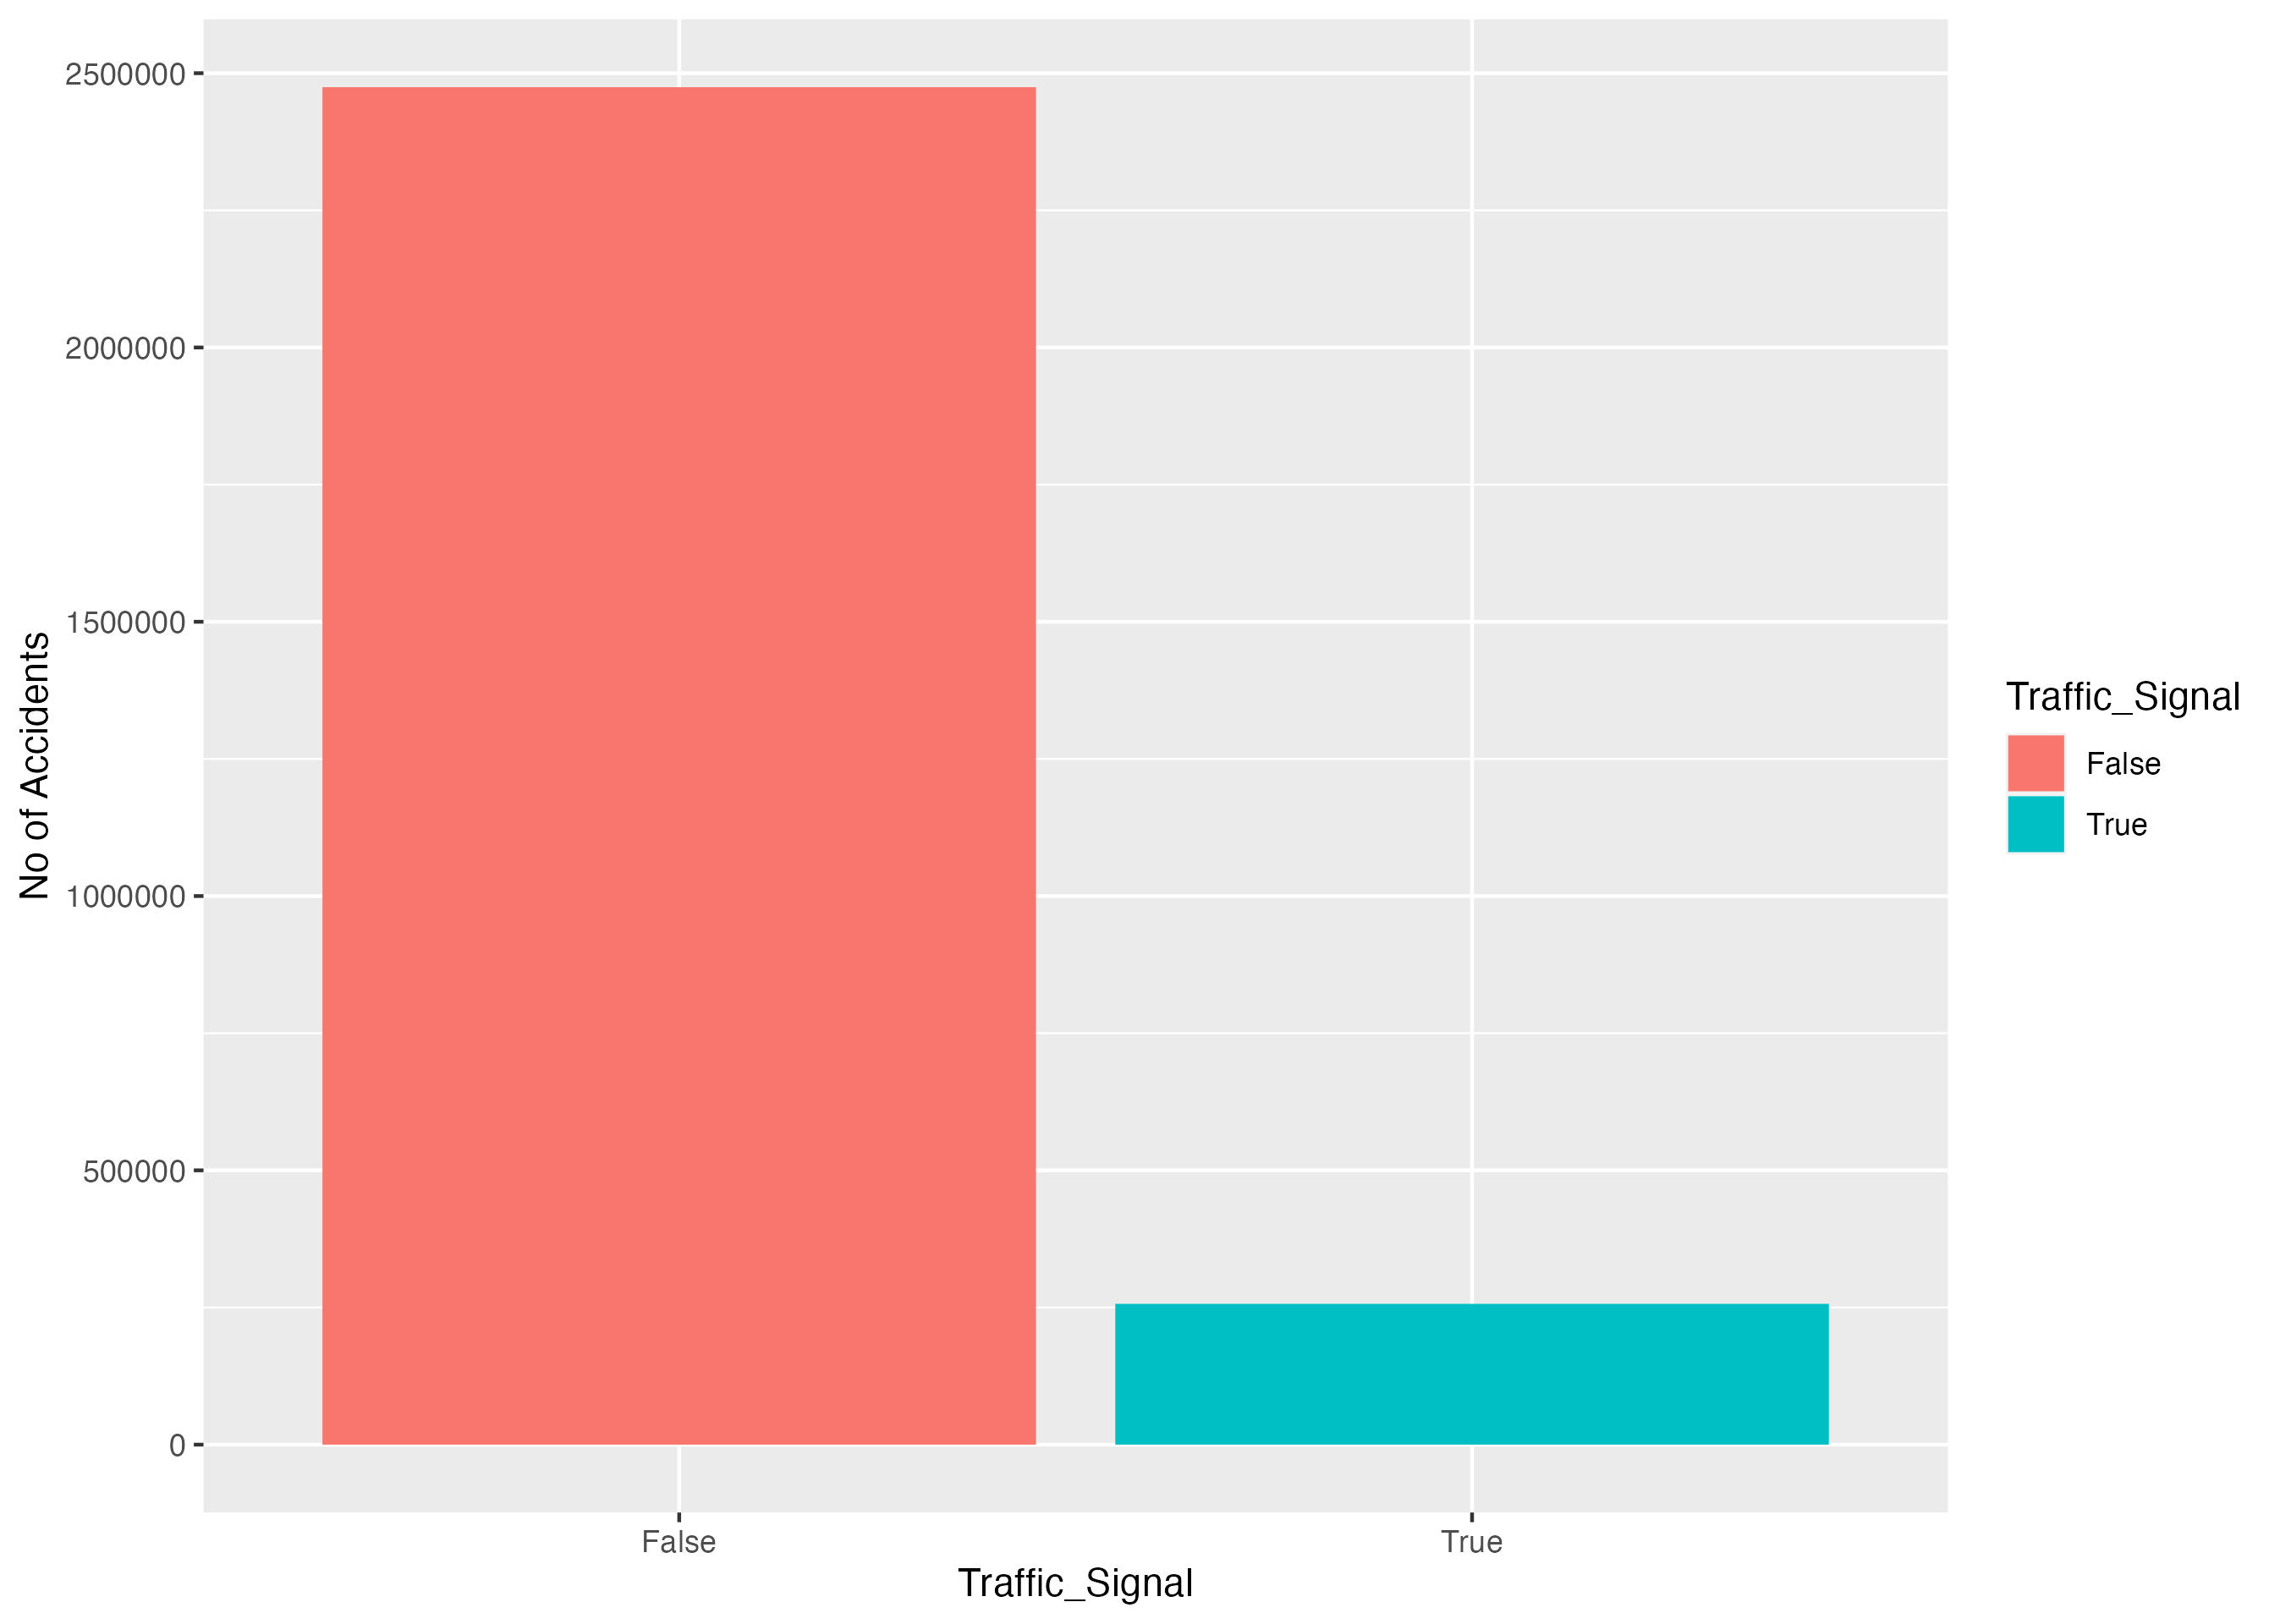 2500000
2000000
1500000
1000000
500000
0
No of Accidents
False
True
Traffic_Signal
Traffic_Signal
False
True